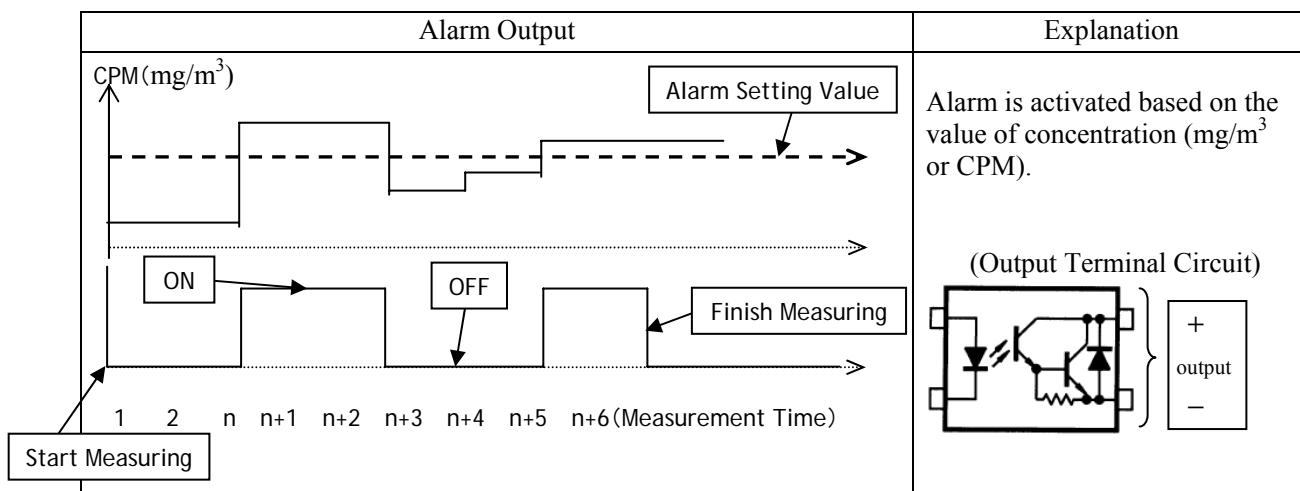 Alarm Output
Explanation
CPM(mg/m³)
Alarm Setting Value
Alarm is activated based on the
value of concentration (mg/m³
or CPM).
ON
OFF
Finish Measuring
(Output Terminal Circuit)
+
output
−
1 2 n n+1 n+2 n+3 n+4 n+5 n+6(Measurement Time)
Start Measuring